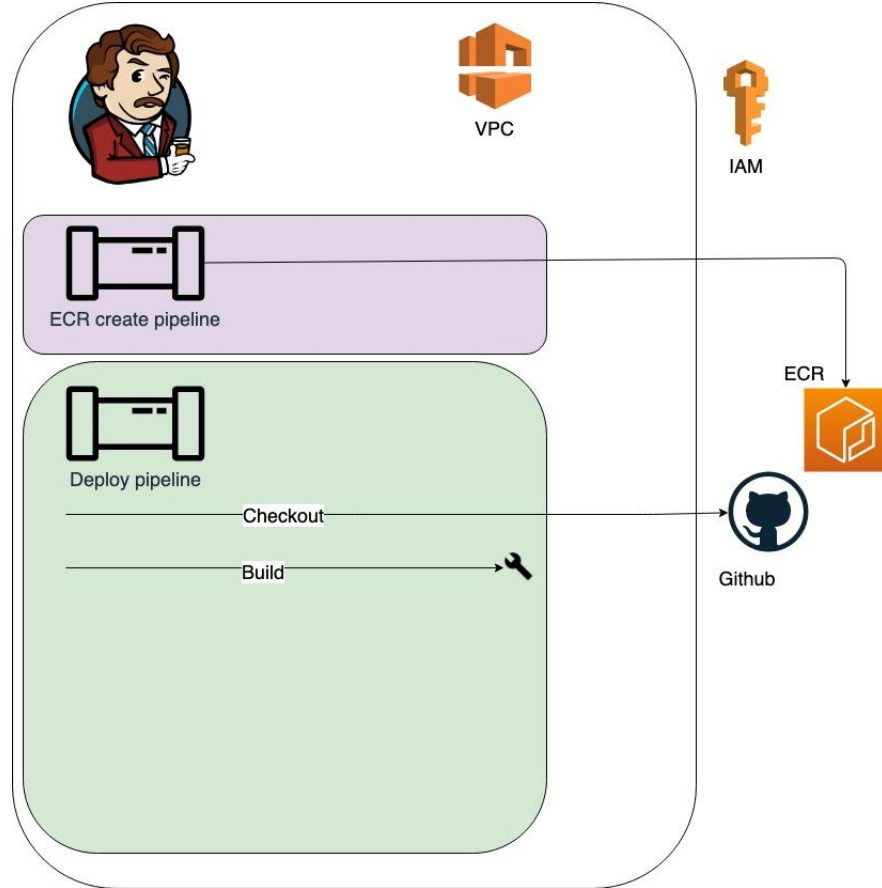 VPC
IAM
ECR create pipeline
ECR
Deploy pipeline
Checkout
Build
Github